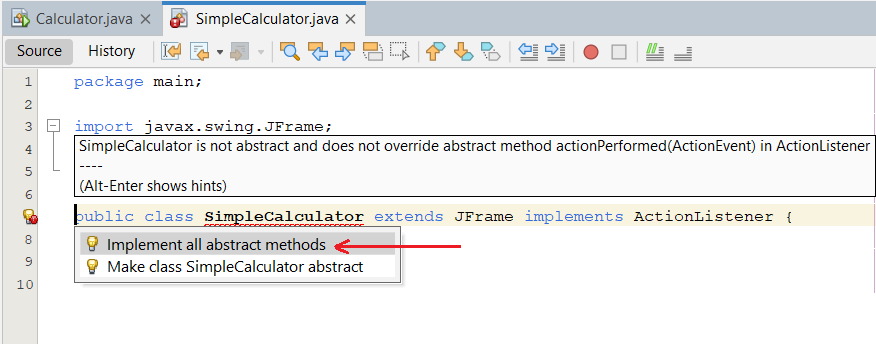 Calculator.java
SimpleCalculator.java
Source History
1 package main;
2
3 import javax.swing.JFrame;
4 SimpleCalculator is not abstract and does not override abstract method actionPerformed(ActionEvent) in ActionListener
5 ----
6 (Alt-Enter shows hints)
public class SimpleCalculator extends JFrame implements ActionListener {
8 Implement all abstract methods
9 Make class SimpleCalculator abstract
10